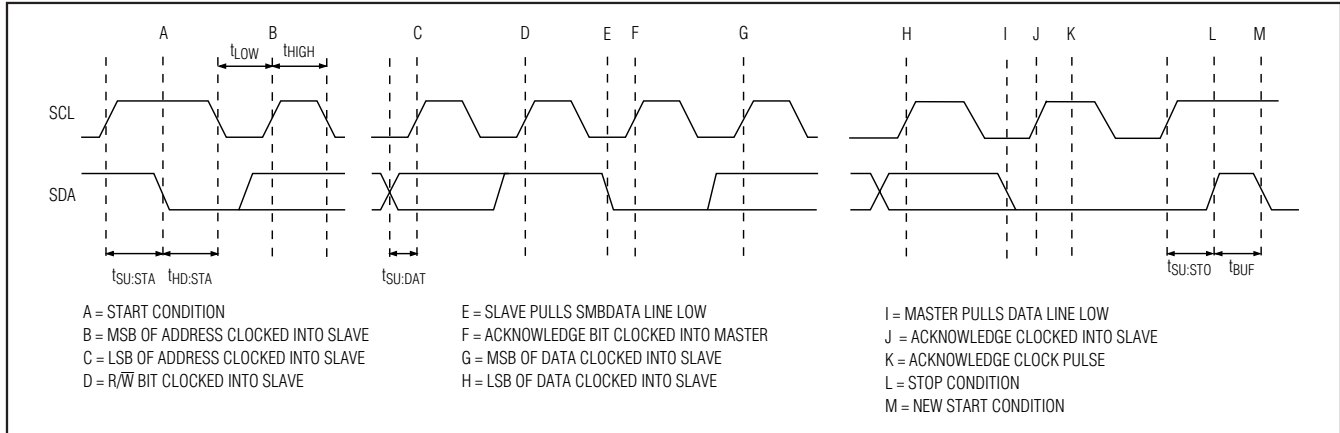 A B C D E F G H I J K L M
tLOW tHIGH
SCL
SDA
tSU:STA tHD:STA tSU:DAT tSU:STO tBUF
A = START CONDITION
B = MSB OF ADDRESS CLOCKED INTO SLAVE
C = LSB OF ADDRESS CLOCKED INTO SLAVE
D = R/W̅ BIT CLOCKED INTO SLAVE
E = SLAVE PULLS SMBDATA LINE LOW
F = ACKNOWLEDGE BIT CLOCKED INTO MASTER
G = MSB OF DATA CLOCKED INTO SLAVE
H = LSB OF DATA CLOCKED INTO SLAVE
I = MASTER PULLS DATA LINE LOW
J = ACKNOWLEDGE CLOCKED INTO SLAVE
K = ACKNOWLEDGE CLOCK PULSE
L = STOP CONDITION
M = NEW START CONDITION